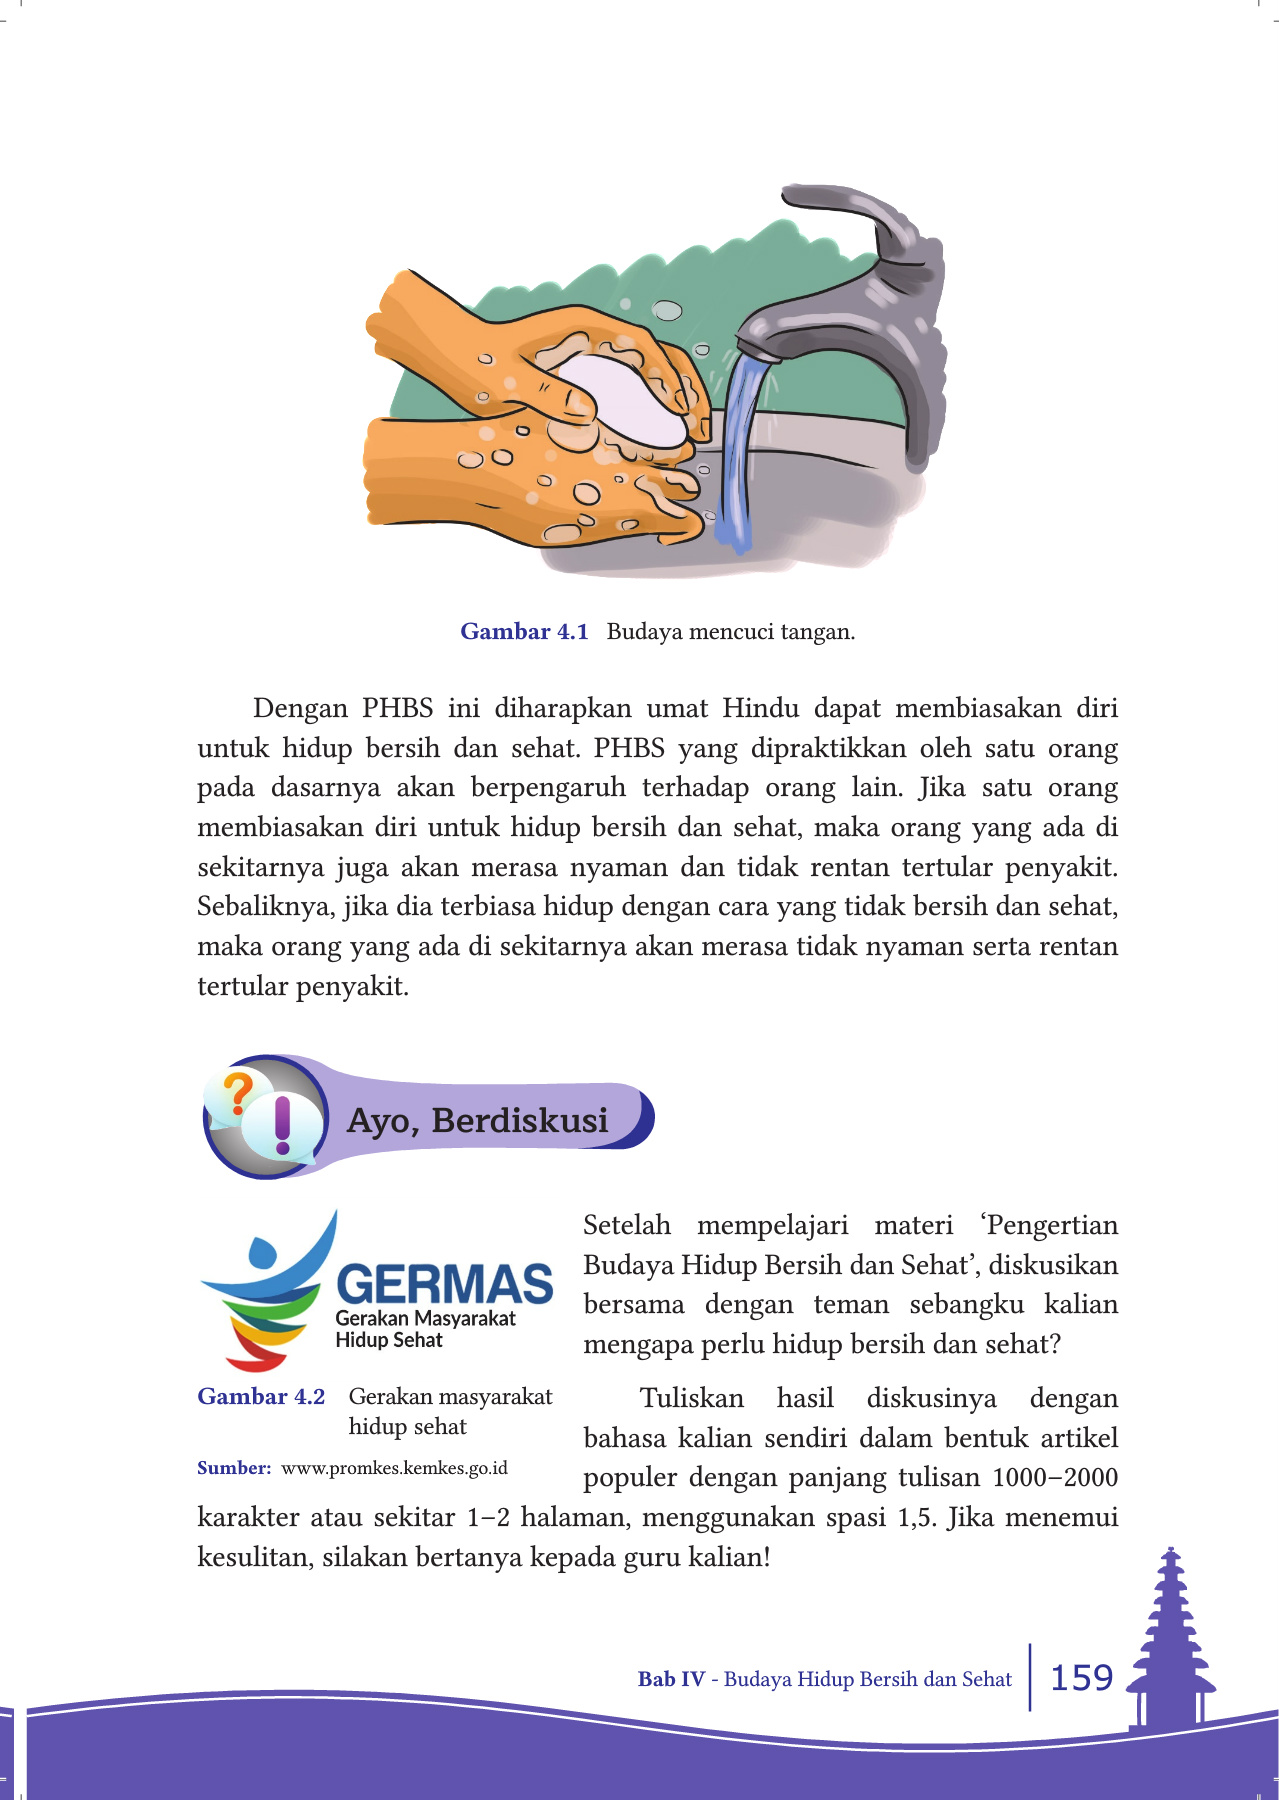 Gambar 4.1 Budaya mencuci tangan.
Dengan PHBS ini diharapkan umat Hindu dapat membiasakan diri
untuk hidup bersih dan sehat. PHBS yang dipraktikkan oleh satu orang
pada dasarnya akan berpengaruh terhadap orang lain. Jika satu orang
membiasakan diri untuk hidup bersih dan sehat, maka orang yang ada di
sekitarnya juga akan merasa nyaman dan tidak rentan tertular penyakit.
Sebaliknya, jika dia terbiasa hidup dengan cara yang tidak bersih dan sehat,
maka orang yang ada di sekitarnya akan merasa tidak nyaman serta rentan
tertular penyakit.
? !
Ayo, Berdiskusi
GERMAS
Gerakan Masyarakat
Hidup Sehat
Gambar 4.2 Gerakan masyarakat
hidup sehat
Sumber: www.promkes.kemkes.go.id
Setelah mempelajari materi ‘Pengertian
Budaya Hidup Bersih dan Sehat’, diskusikan
bersama dengan teman sebangku kalian
mengapa perlu hidup bersih dan sehat?
Tuliskan hasil diskusinya dengan
bahasa kalian sendiri dalam bentuk artikel
populer dengan panjang tulisan 1000–2000
karakter atau sekitar 1–2 halaman, menggunakan spasi 1,5. Jika menemui
kesulitan, silakan bertanya kepada guru kalian!
Bab IV - Budaya Hidup Bersih dan Sehat 159